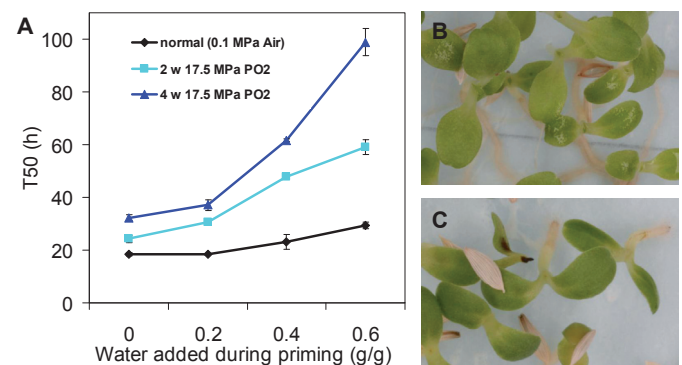 A
100
80
60
40
20
0
T50 (h)
normal (0.1 MPa Air)
2 w 17.5 MPa PO2
4 w 17.5 MPa PO2
0 0.2 0.4 0.6
Water added during priming (g/g)
B
C